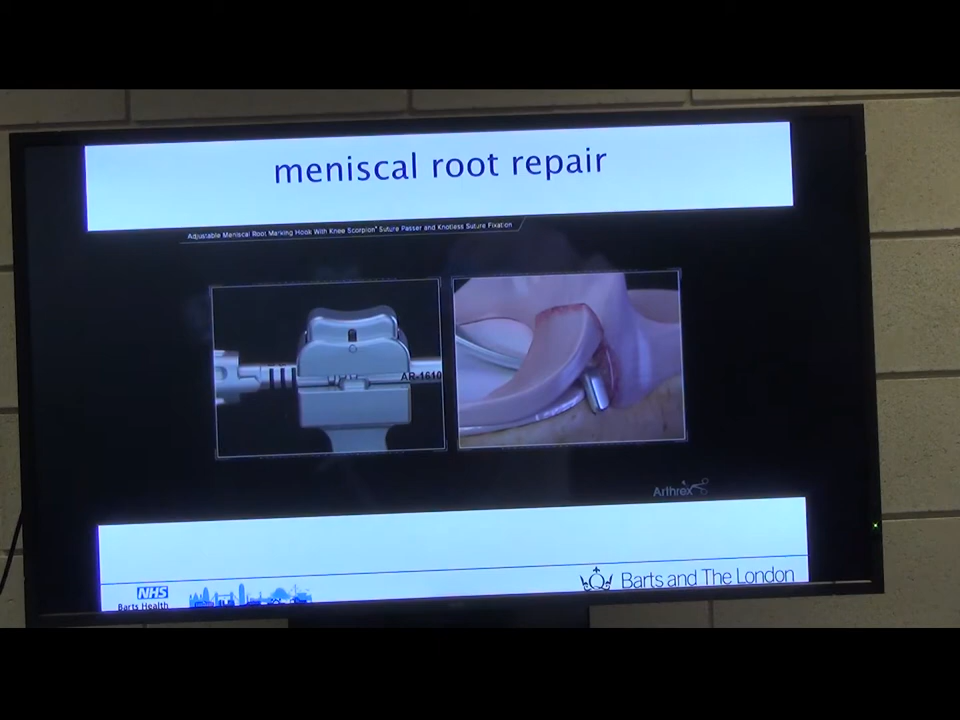 meniscal root repair
Adjustable Meniscal Root Marking Hook With Knee Scorpion® Suture Passer and Knotless Suture Fixation
AR-1610
Arthrex
NHS
Barts Health
Barts and The London